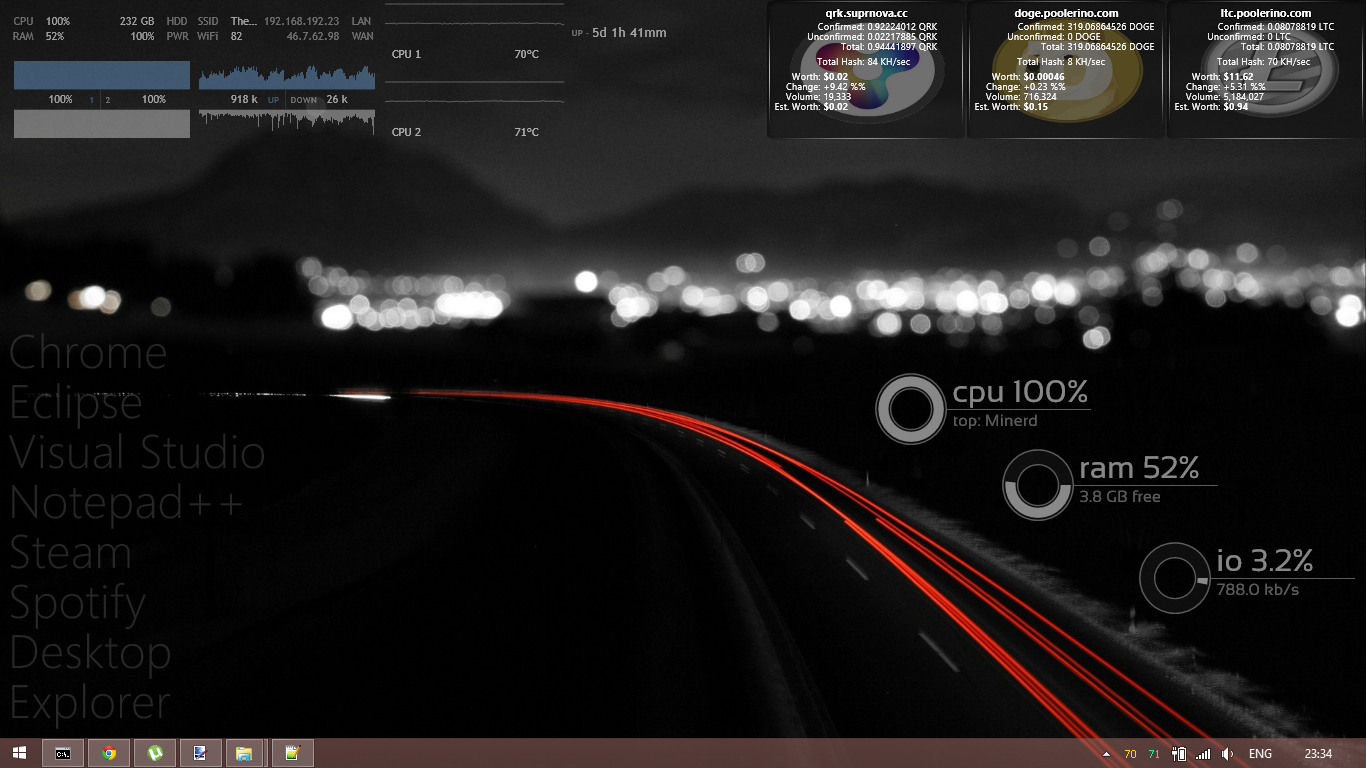 CPU 100% 232 GB HDD SSID The... 192.168.192.23 LAN
RAM 52% 100% PWR WiFi 82 46.7.62.98 WAN
100% 1 2 100% 918 k UP DOWN 26 k
CPU 1 70°C
CPU 2 71°C
UP - 5d 1h 41mm
qrk.suprnova.cc
Confirmed: 0.92224012 QRK
Unconfirmed: 0.02217885 QRK
Total: 0.94441897 QRK
Total Hash: 84 KH/sec
Worth: $0.02
Change: +9.42 %%
Volume: 19,333
Est. Worth: $0.02
doge.poolerino.com
Confirmed: 319.06864526 DOGE
Unconfirmed: 0 DOGE
Total: 319.06864526 DOGE
Total Hash: 8 KH/sec
Worth: $0.00046
Change: +0.23 %%
Volume: 716,324
Est. Worth: $0.15
ltc.poolerino.com
Confirmed: 0.08078819 LTC
Unconfirmed: 0 LTC
Total: 0.08078819 LTC
Total Hash: 70 KH/sec
Worth: $11.62
Change: +5.31 %%
Volume: 5,184,027
Est. Worth: $0.94
Chrome
Eclipse
Visual Studio
Notepad++
Steam
Spotify
Desktop
Explorer
cpu 100%
top: Minerd
ram 52%
3.8 GB free
io 3.2%
788.0 kb/s
70 71 ENG 23:34